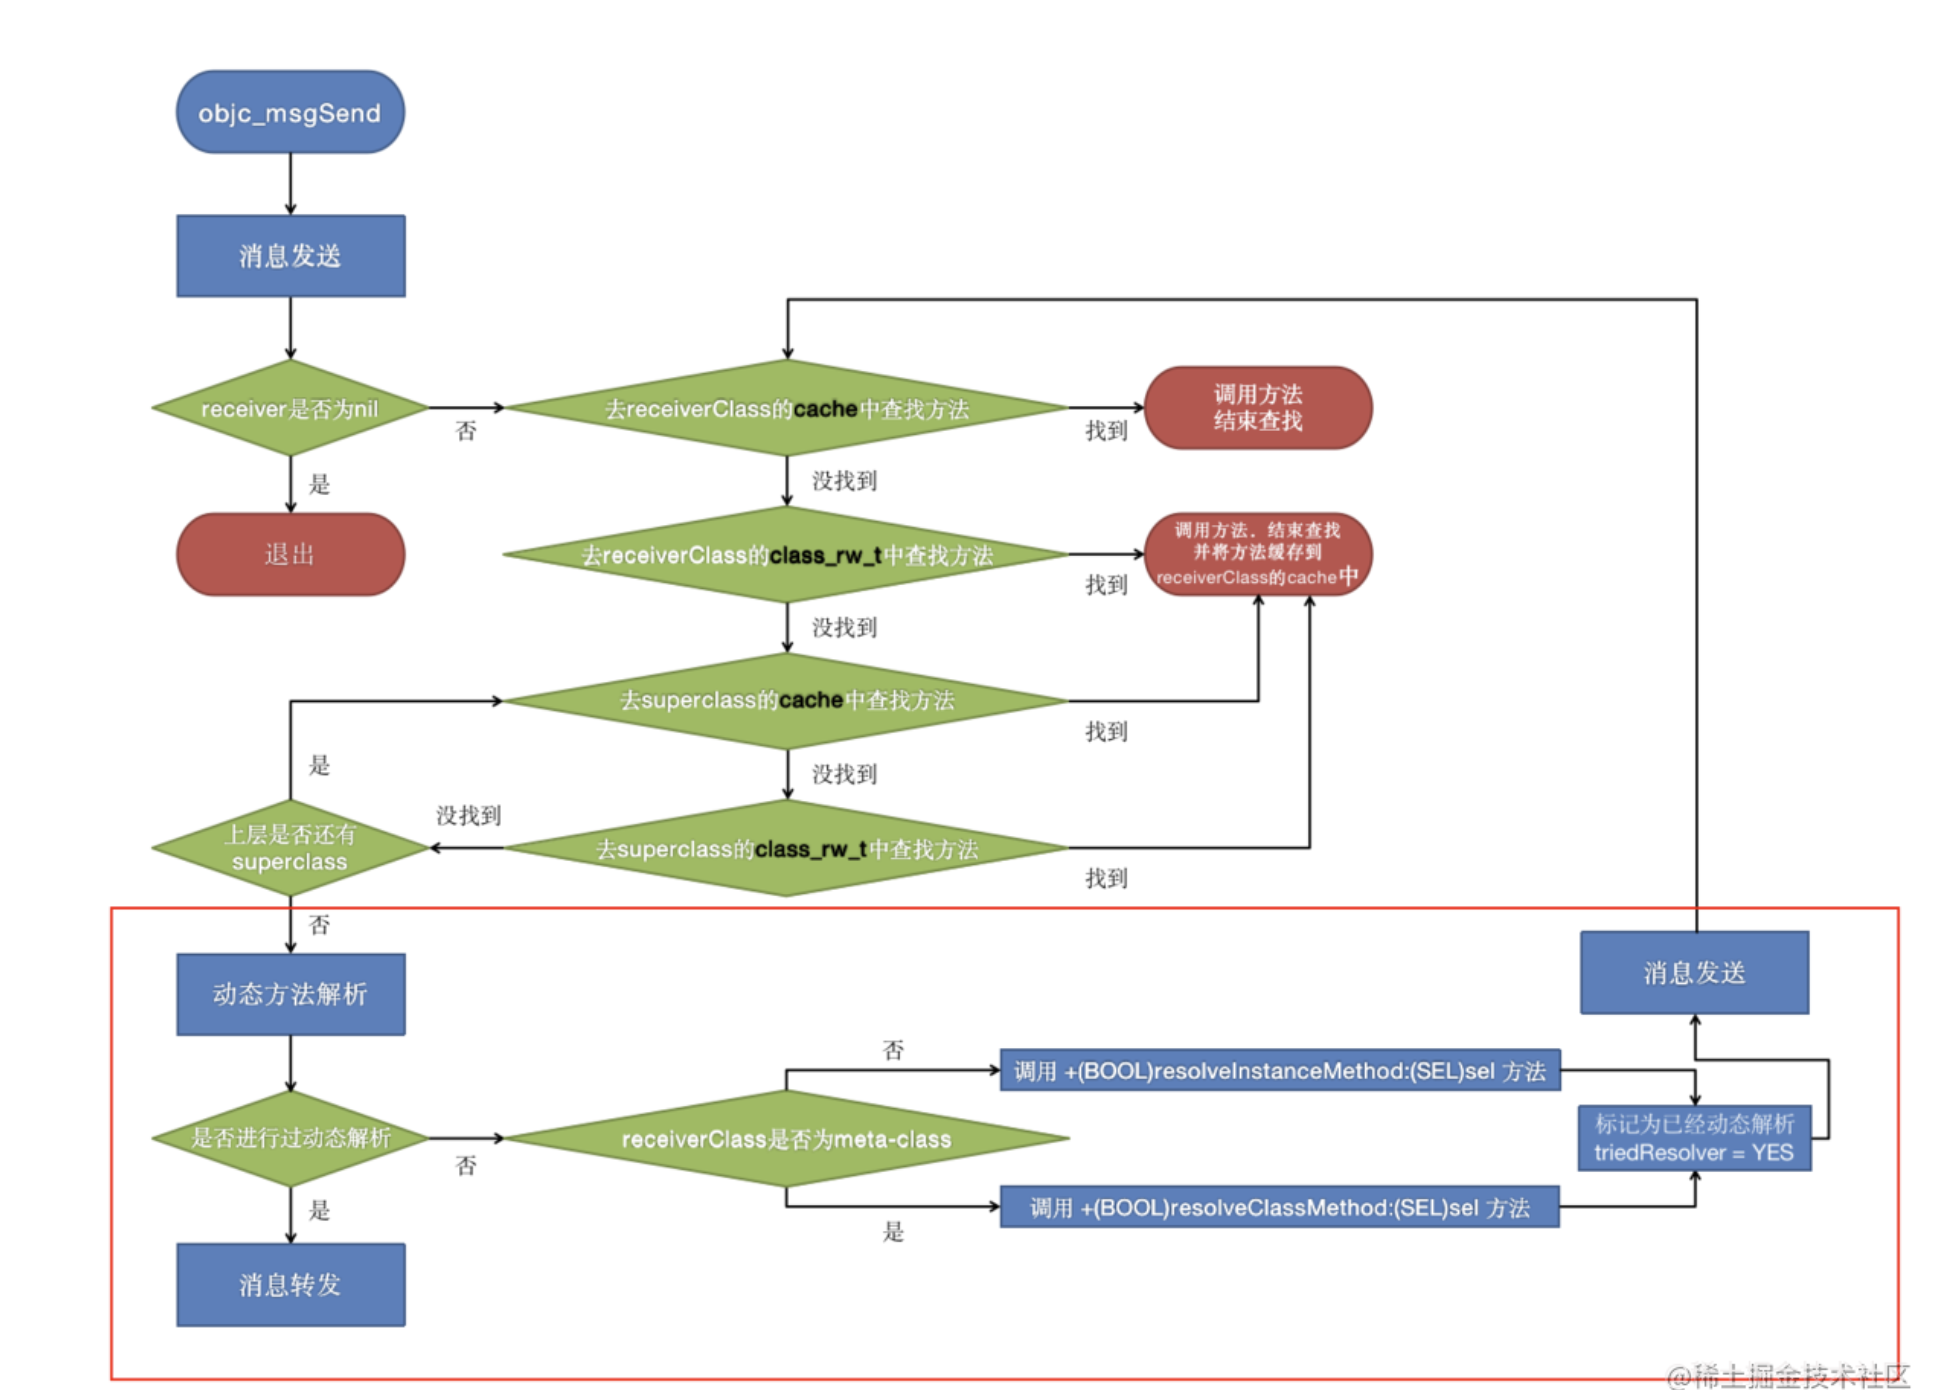 objc_msgSend
消息发送
receiver是否为nil
否
去receiverClass的cache中查找方法
找到
调用方法
结束查找
是
没找到
退出
去receiverClass的class_rw_t中查找方法
找到
调用方法．结束查找
并将方法缓存到
receiverClass的cache中
没找到
去superclass的cache中查找方法
找到
是
没找到
上层是否还有
superclass
没找到
去superclass的class_rw_t中查找方法
找到
否
动态方法解析
消息发送
是否进行过动态解析
否
receiverClass是否为meta-class
否
调用 +(BOOL)resolveInstanceMethod:(SEL)sel 方法
标记为已经动态解析
triedResolver = YES
是
调用 +(BOOL)resolveClassMethod:(SEL)sel 方法
是
消息转发
@稀土掘金技术社区